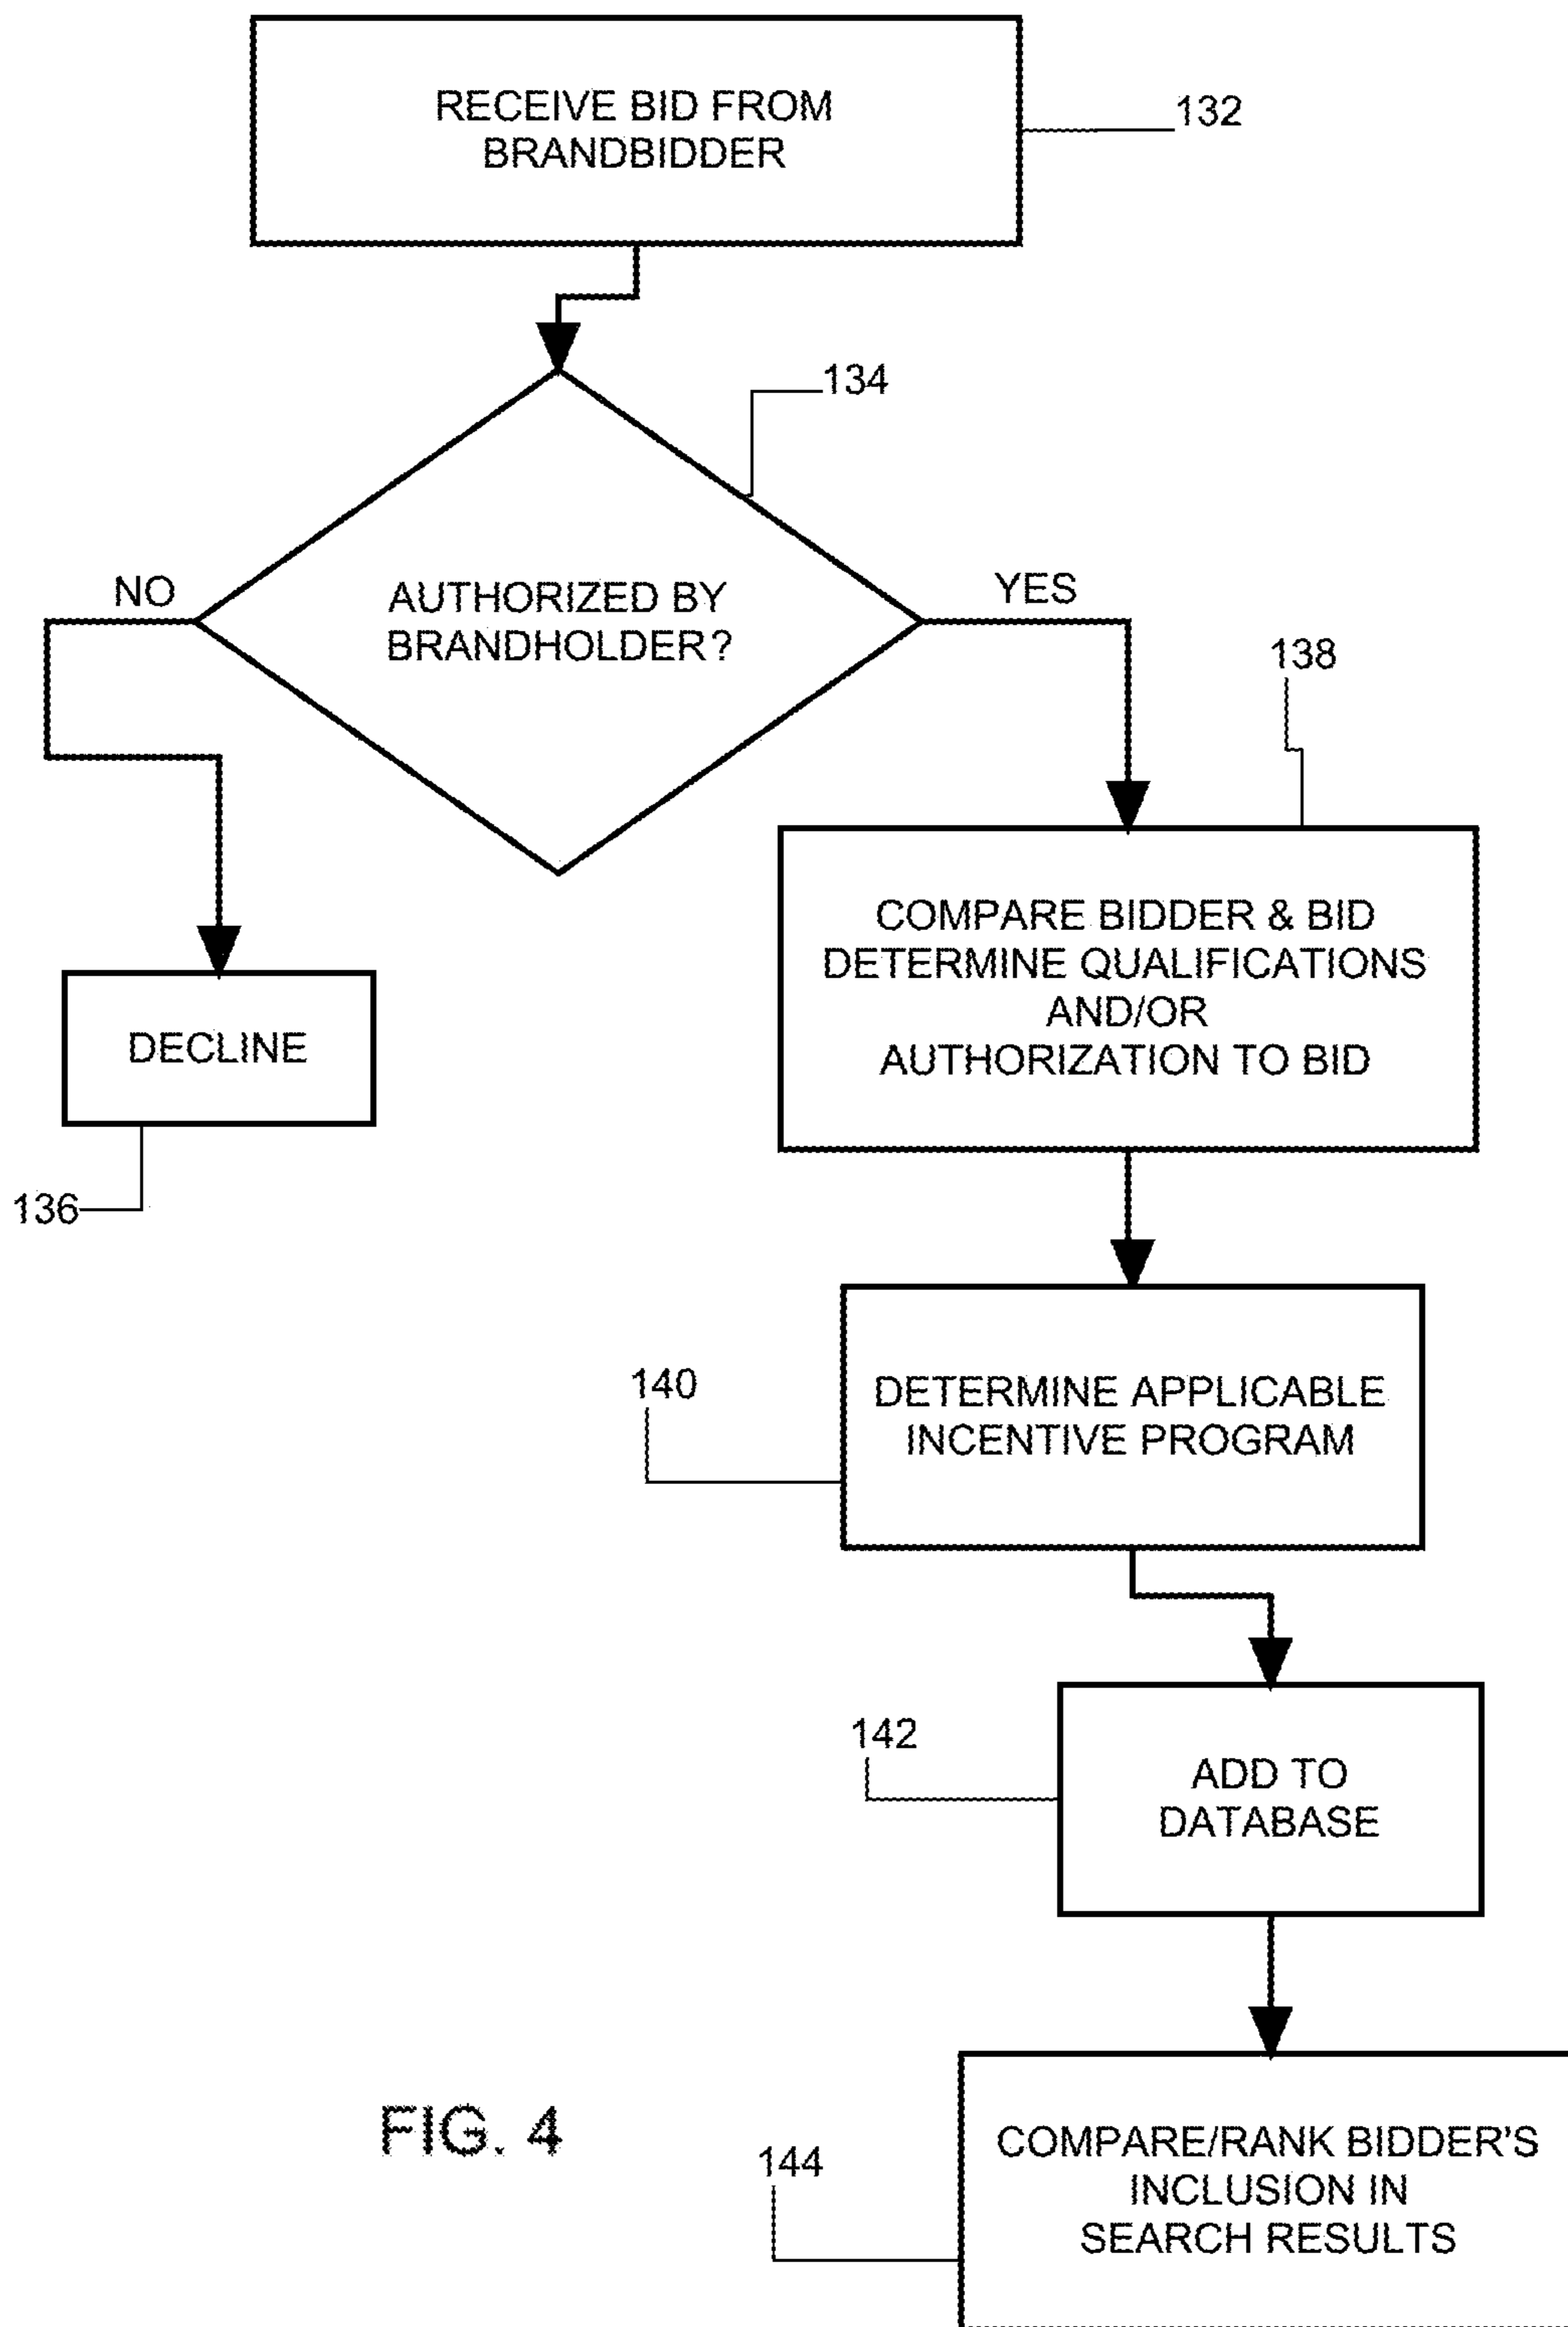 RECEIVE BID FROM
BRANDBIDDER
132
134
AUTHORIZED BY
BRANDHOLDER?
NO
YES
138
COMPARE BIDDER & BID
DETERMINE QUALIFICATIONS
AND/OR
AUTHORIZATION TO BID
DECLINE
136
140
DETERMINE APPLICABLE
INCENTIVE PROGRAM
142
ADD TO
DATABASE
FIG. 4
144
COMPARE/RANK BIDDER'S
INCLUSION IN
SEARCH RESULTS